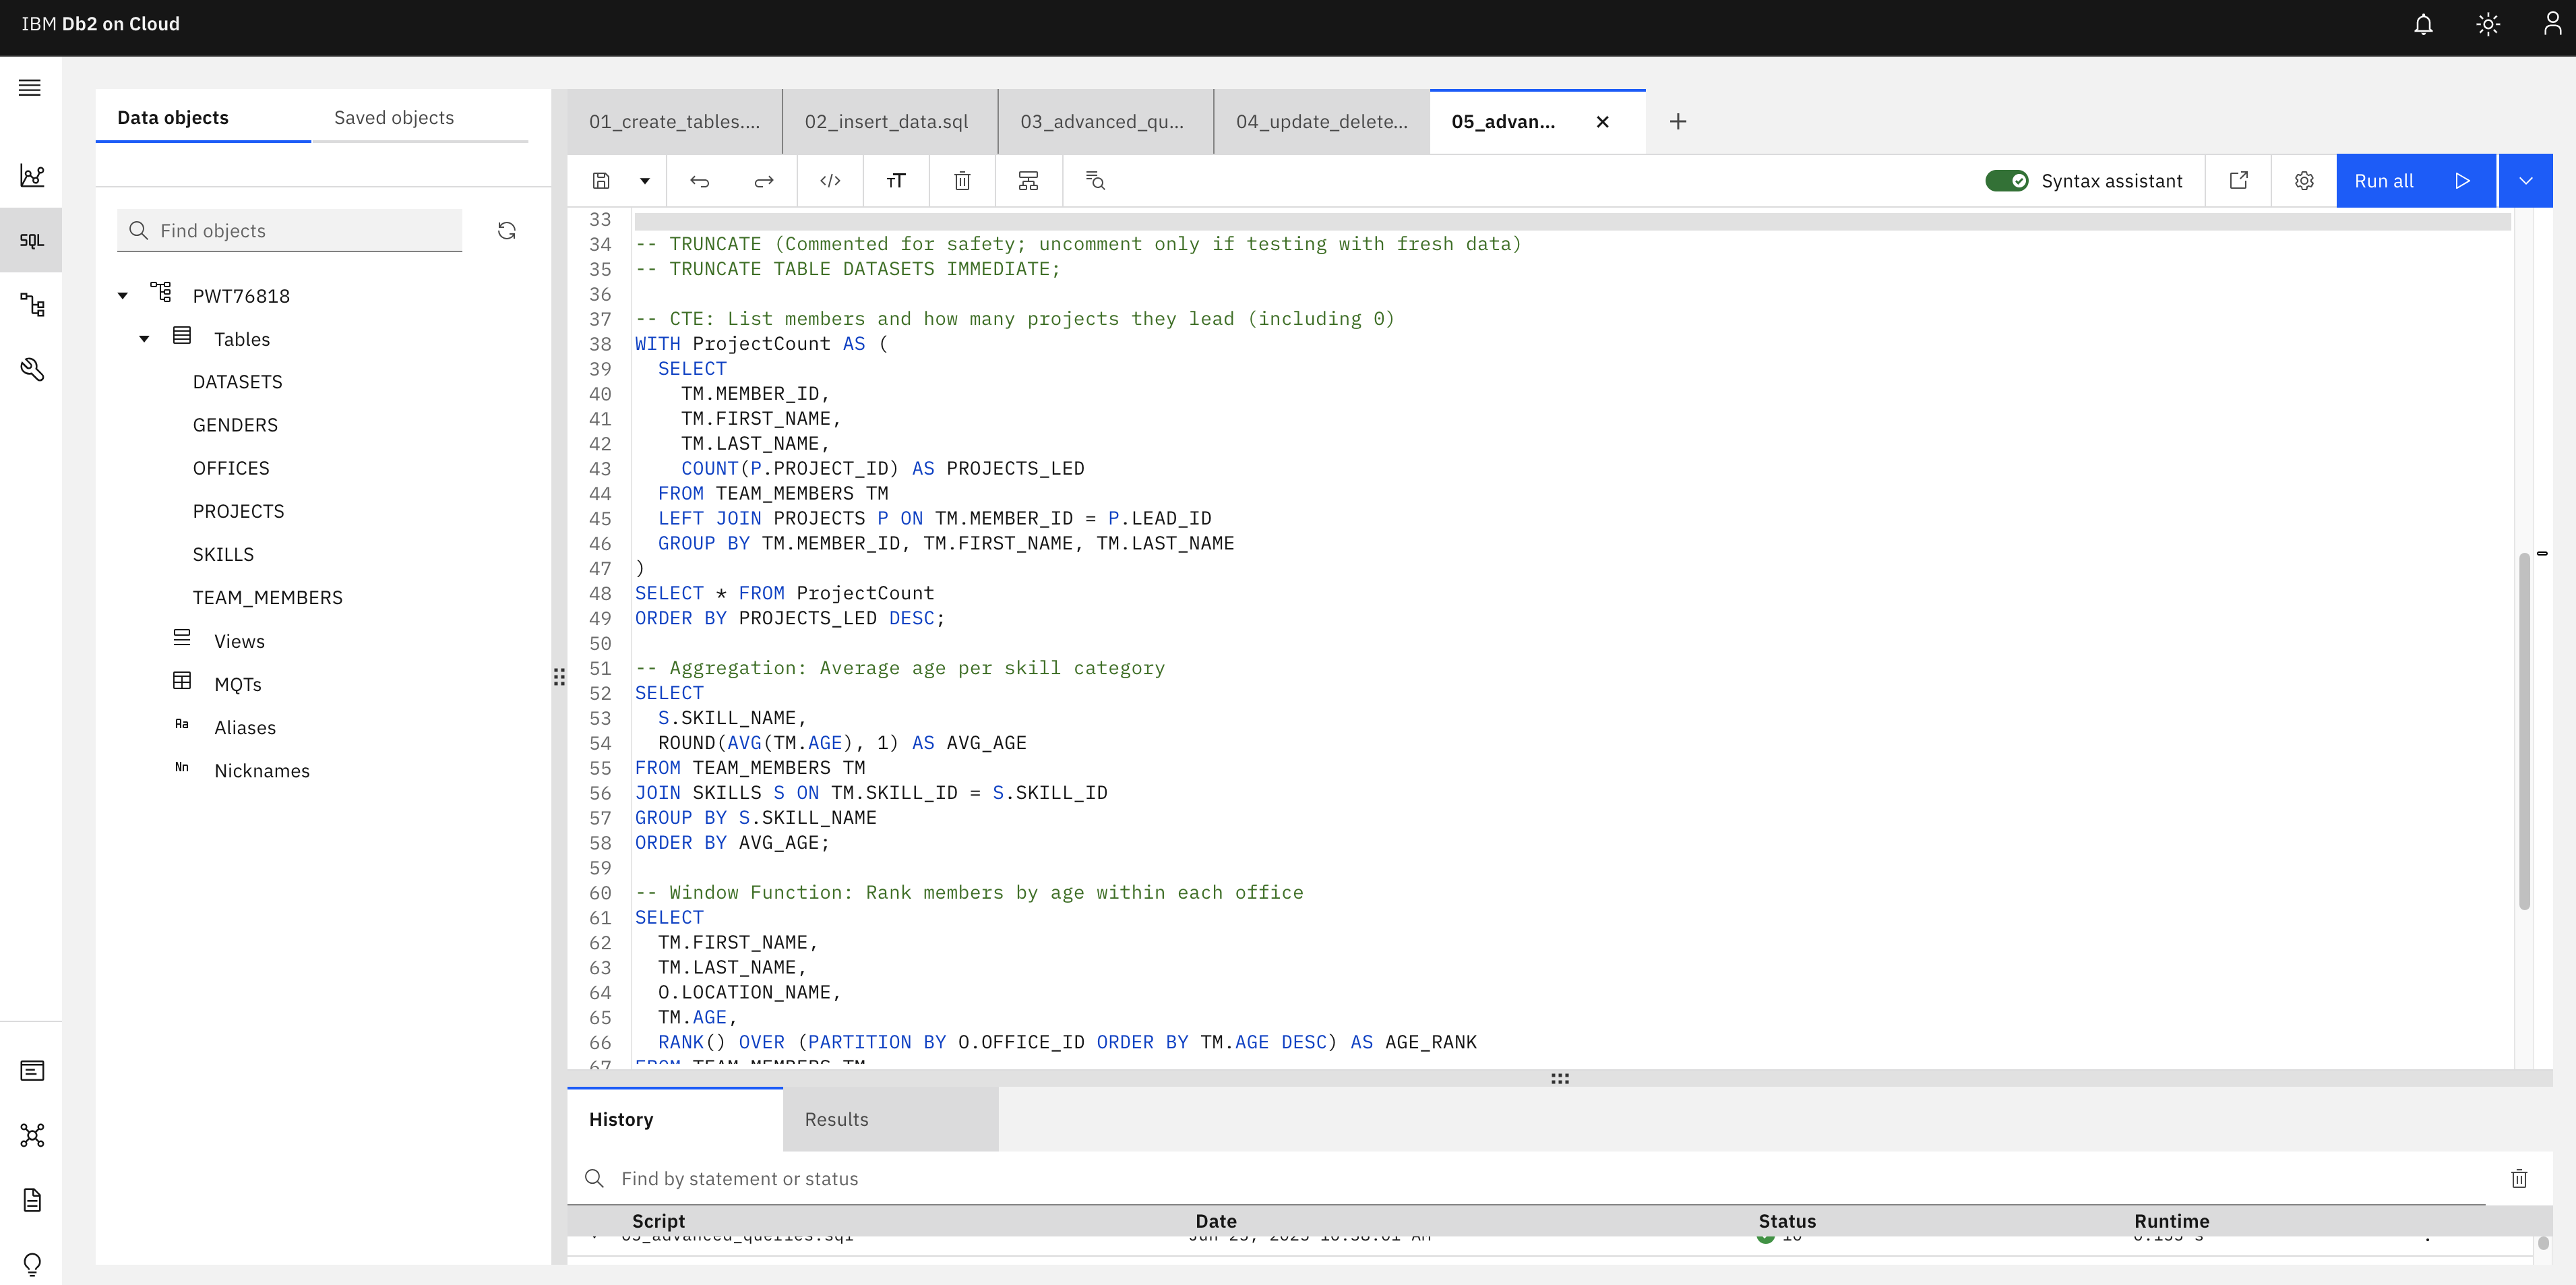 IBM Db2 on Cloud
Data objects
Saved objects
Find objects
PWT76818
Tables
DATASETS
GENDERS
OFFICES
PROJECTS
SKILLS
TEAM_MEMBERS
Views
MQTs
Aa Aliases
Nn Nicknames
SQL
01_create_tables....
02_insert_data.sql
03_advanced_qu...
04_update_delete...
05_advan...
Syntax assistant
Run all
33
34 -- TRUNCATE (Commented for safety; uncomment only if testing with fresh data)
35 -- TRUNCATE TABLE DATASETS IMMEDIATE;
36
37 -- CTE: List members and how many projects they lead (including 0)
38 WITH ProjectCount AS (
39 SELECT
40 TM.MEMBER_ID,
41 TM.FIRST_NAME,
42 TM.LAST_NAME,
43 COUNT(P.PROJECT_ID) AS PROJECTS_LED
44 FROM TEAM_MEMBERS TM
45 LEFT JOIN PROJECTS P ON TM.MEMBER_ID = P.LEAD_ID
46 GROUP BY TM.MEMBER_ID, TM.FIRST_NAME, TM.LAST_NAME
47 )
48 SELECT * FROM ProjectCount
49 ORDER BY PROJECTS_LED DESC;
50
51 -- Aggregation: Average age per skill category
52 SELECT
53 S.SKILL_NAME,
54 ROUND(AVG(TM.AGE), 1) AS AVG_AGE
55 FROM TEAM_MEMBERS TM
56 JOIN SKILLS S ON TM.SKILL_ID = S.SKILL_ID
57 GROUP BY S.SKILL_NAME
58 ORDER BY AVG_AGE;
59
60 -- Window Function: Rank members by age within each office
61 SELECT
62 TM.FIRST_NAME,
63 TM.LAST_NAME,
64 O.LOCATION_NAME,
65 TM.AGE,
66 RANK() OVER (PARTITION BY O.OFFICE_ID ORDER BY TM.AGE DESC) AS AGE_RANK
67 FROM TEAM_MEMBERS TM
History
Results
Find by statement or status
Script Date Status Runtime